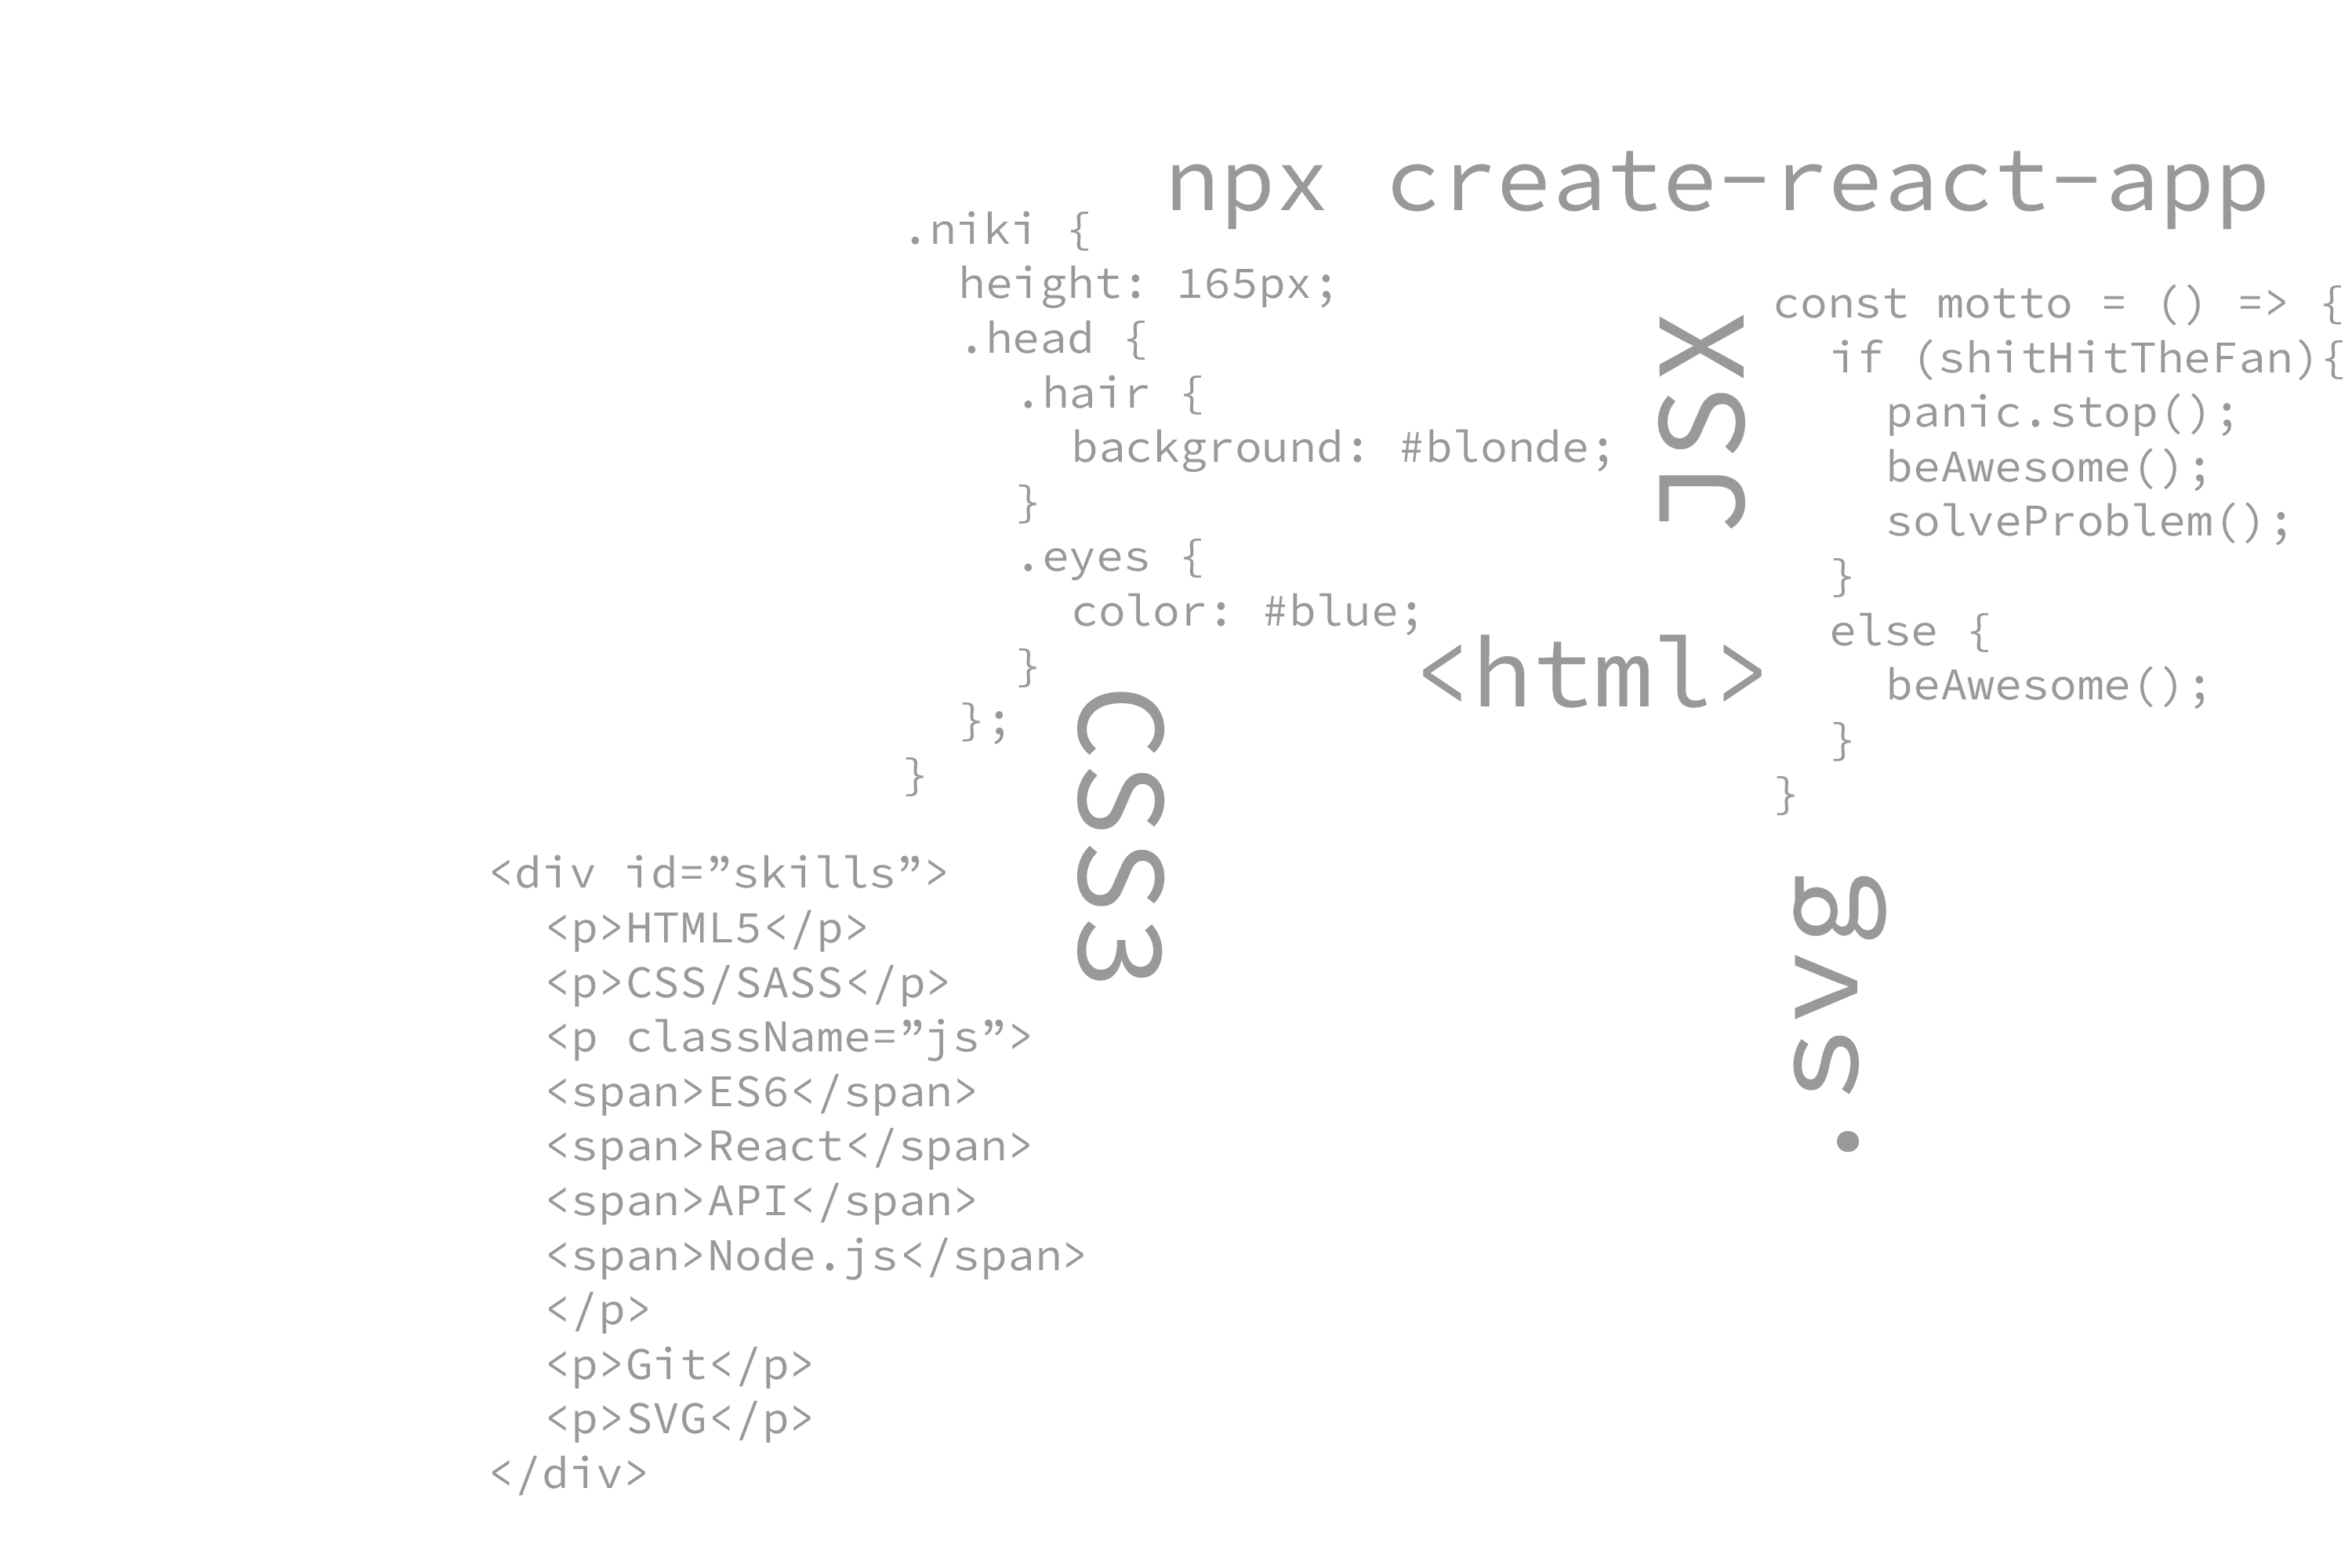 npx create-react-app
.niki {
  height: 165px;
  .head {
    .hair {
      background: #blonde;
    }
    .eyes {
      color: #blue;
    }
  };
}
JSX
const motto = () => {
  if (shitHitTheFan){
    panic.stop();
    beAwesome();
    solveProblem();
  }
  else {
    beAwesome();
  }
}
<html>
CSS3
<div id=”skills”>
  <p>HTML5</p>
  <p>CSS/SASS</p>
  <p className=”js”>
  <span>ES6</span>
  <span>React</span>
  <span>API</span>
  <span>Node.js</span>
  </p>
  <p>Git</p>
  <p>SVG</p>
</div>
.svg